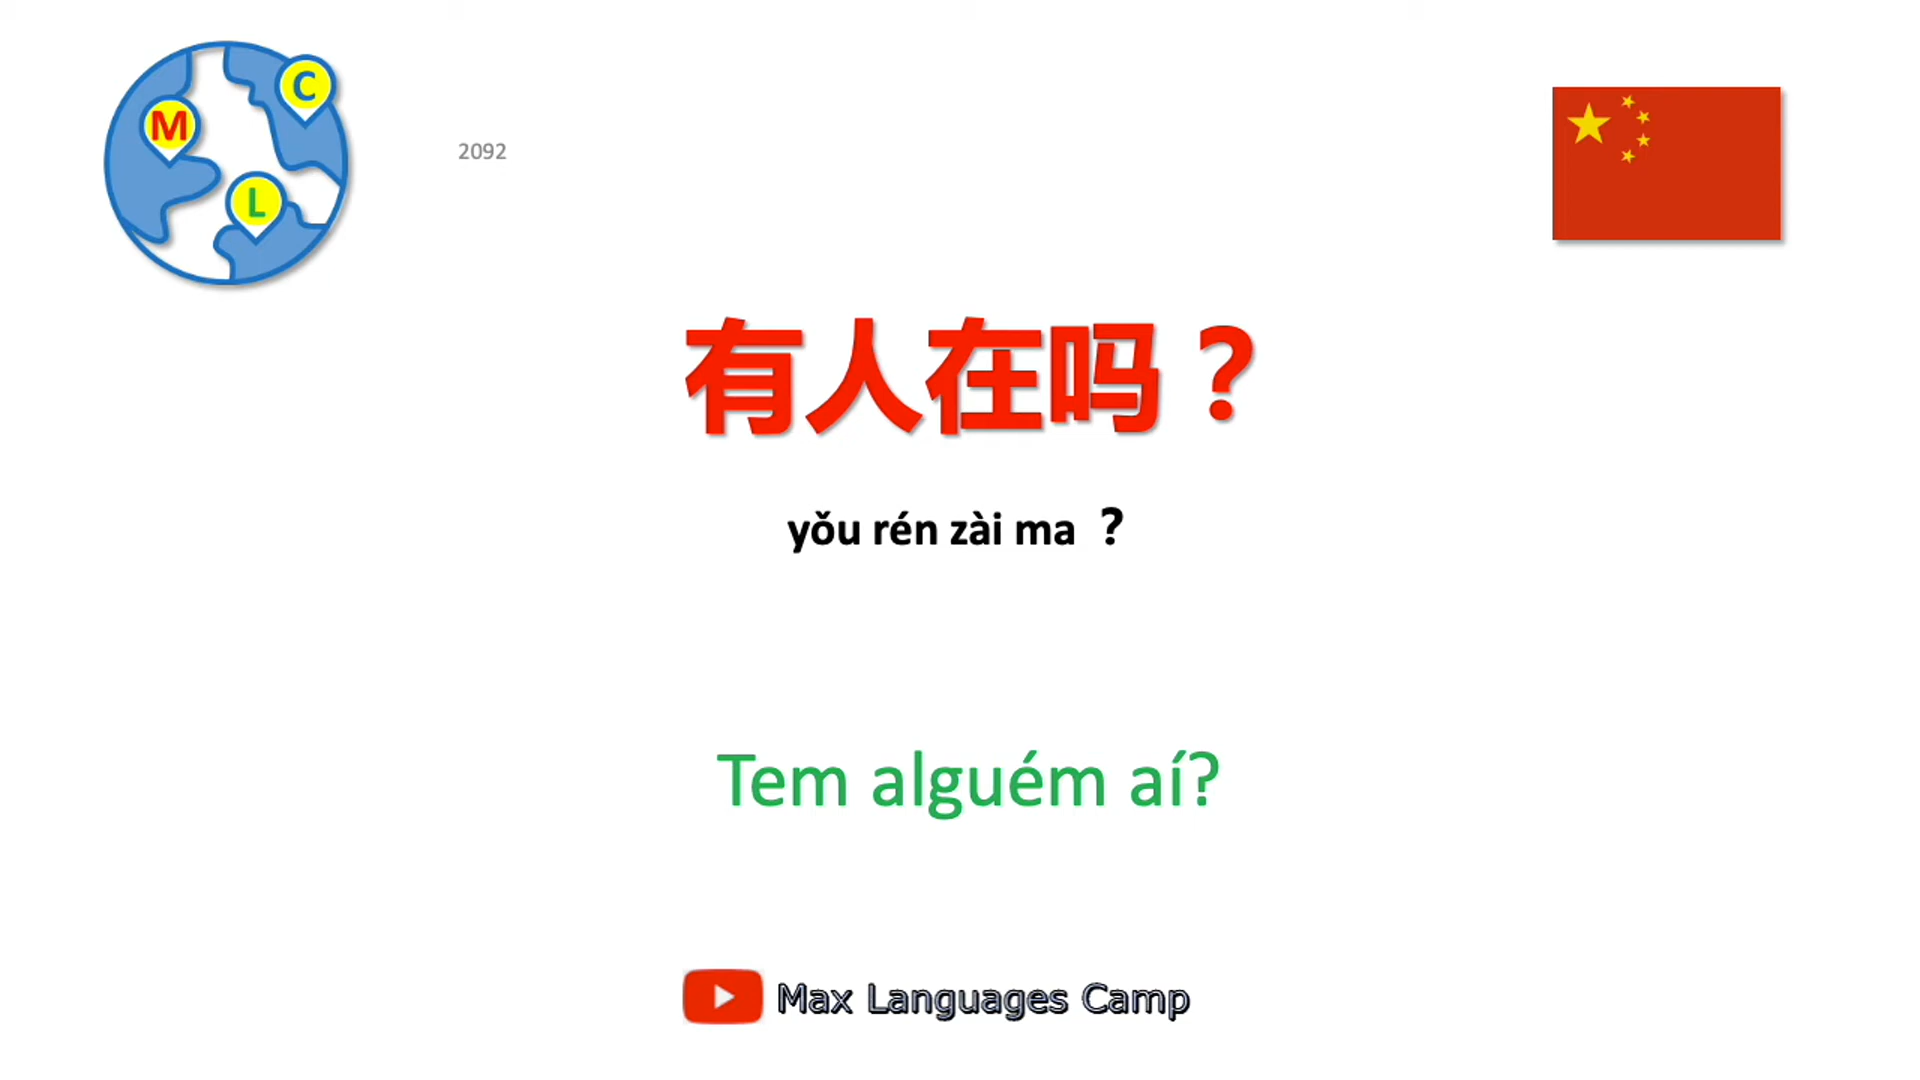 M
C
L
2092
有人在吗？
yǒu rén zài ma ？
Tem alguém aí?
Max Languages Camp